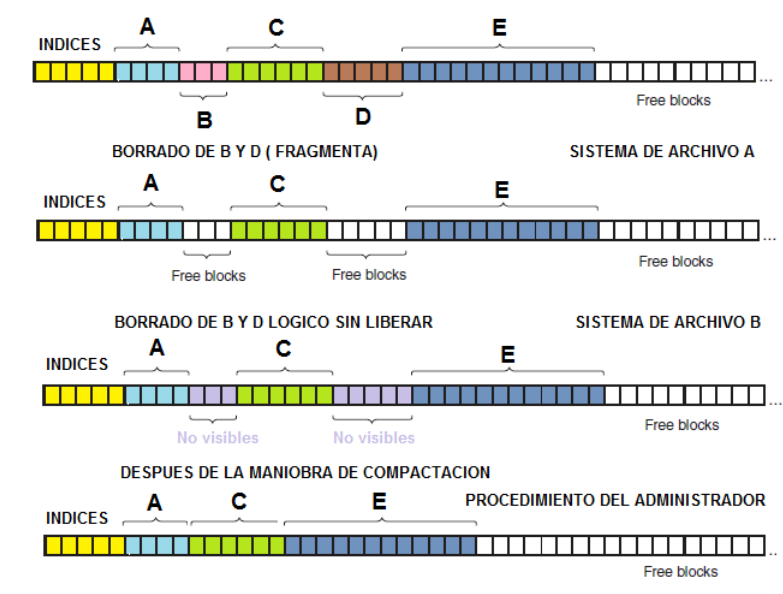 A C E
INDICES
...
Free blocks
B D
BORRADO DE B Y D ( FRAGMENTA) SISTEMA DE ARCHIVO A
A C E
INDICES
...
Free blocks Free blocks Free blocks
BORRADO DE B Y D LOGICO SIN LIBERAR SISTEMA DE ARCHIVO B
A C E
INDICES
...
Free blocks
No visibles No visibles
DESPUES DE LA MANIOBRA DE COMPACTACION
A C E PROCEDIMIENTO DEL ADMINISTRADOR
INDICES
..
Free blocks